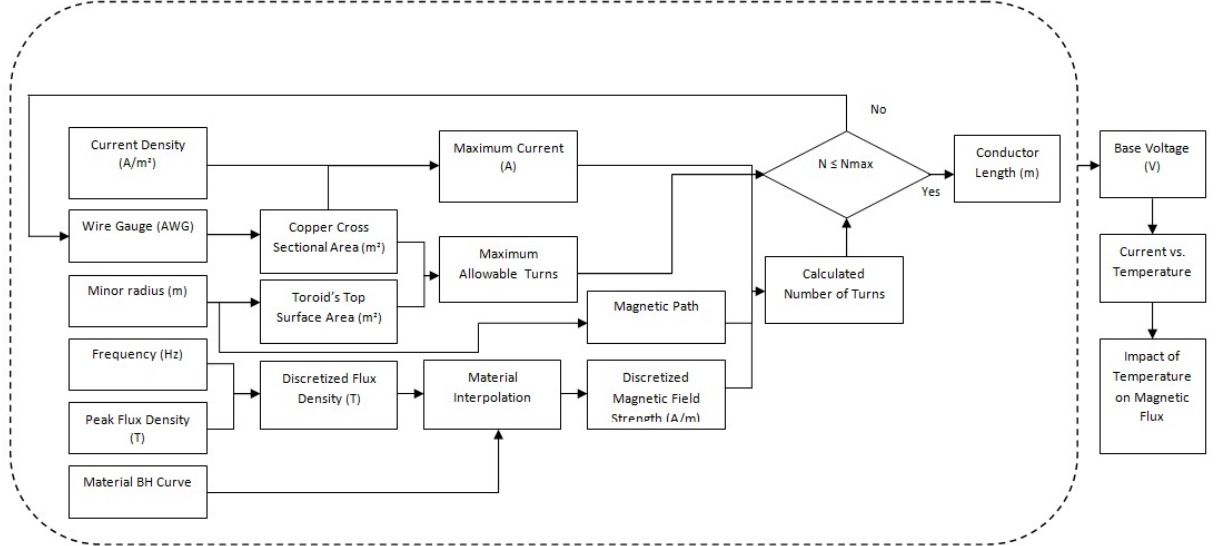 No
Current Density
(A/m²)
Maximum Current
(A)
N ≤ Nmax
Yes
Conductor
Length (m)
Base Voltage
(V)
Wire Gauge (AWG)
Copper Cross
Sectional Area (m²)
Maximum
Allowable Turns
Calculated
Number of Turns
Current vs.
Temperature
Minor radius (m)
Toroid's Top
Surface Area (m²)
Magnetic Path
Frequency (Hz)
Discretized Flux
Density (T)
Material
Interpolation
Discretized
Magnetic Field
Strength (A/m)
Impact of
Temperature
on Magnetic
Flux
Peak Flux Density
(T)
Material BH Curve